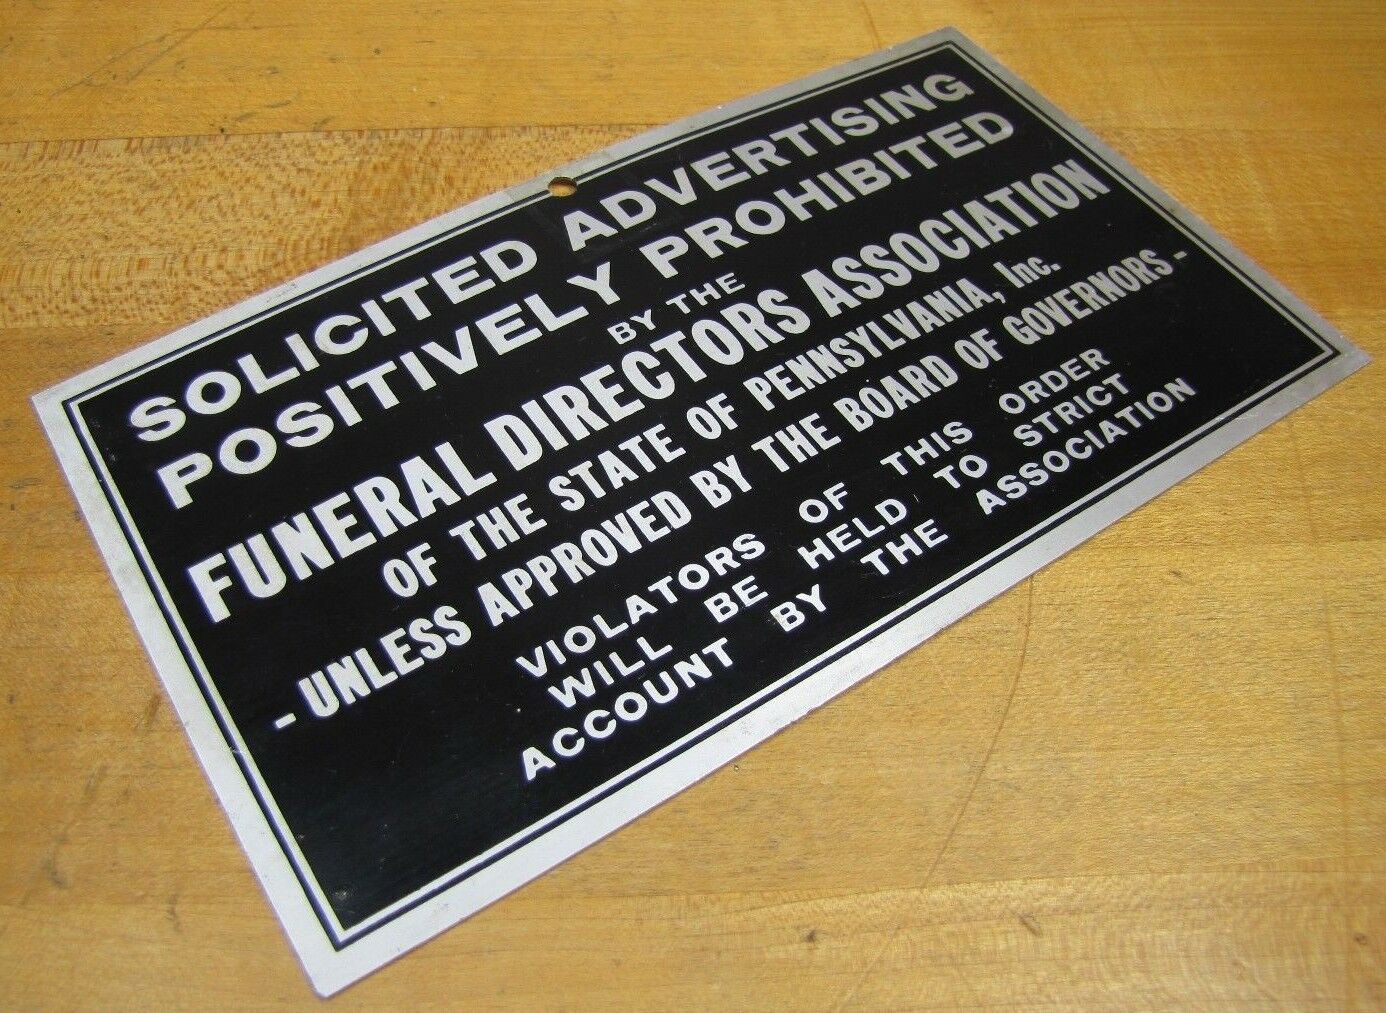 SOLICITED ADVERTISING
POSITIVELY PROHIBITED
BY THE
FUNERAL DIRECTORS ASSOCIATION
OF THE STATE OF PENNSYLVANIA, Inc.
- UNLESS APPROVED BY THE BOARD OF GOVERNORS -
VIOLATORS OF THIS ORDER
WILL BE HELD TO STRICT
ACCOUNT BY THE ASSOCIATION